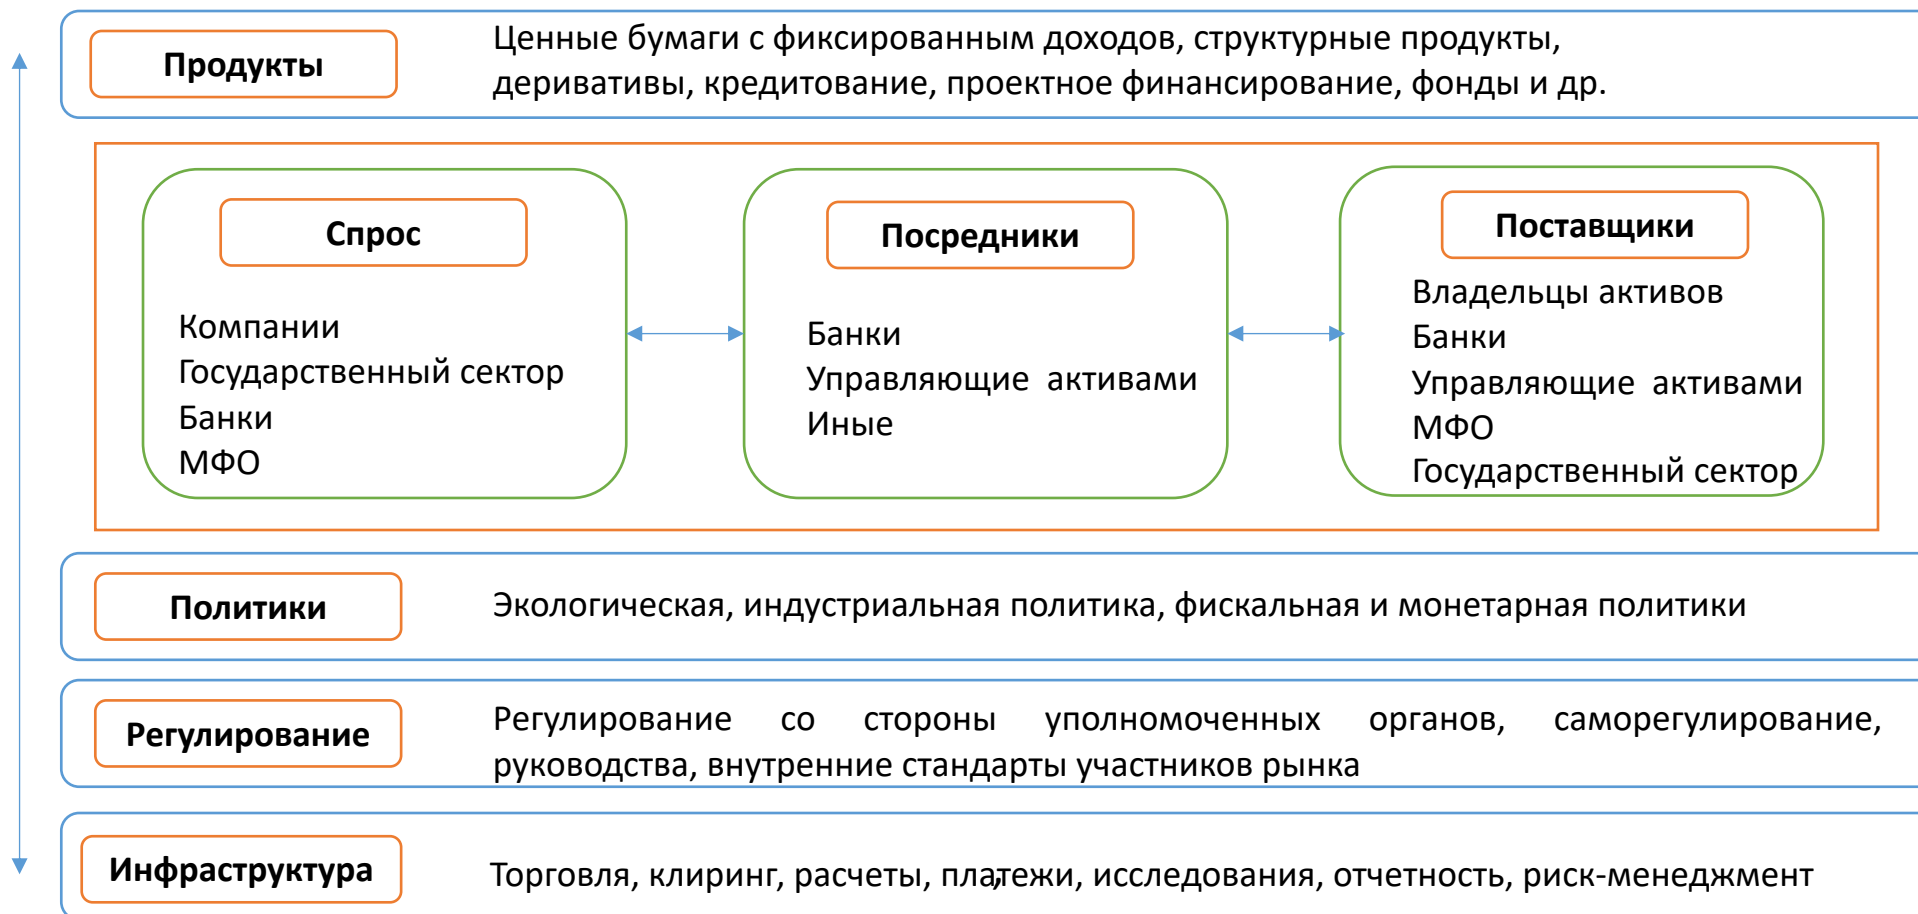 Продукты
Ценные бумаги с фиксированным доходов, структурные продукты,
деривативы, кредитование, проектное финансирование, фонды и др.
Спрос
Компании
Государственный сектор
Банки
МФО
Посредники
Банки
Управляющие активами
Иные
Поставщики
Владельцы активов
Банки
Управляющие активами
МФО
Государственный сектор
Политики
Экологическая, индустриальная политика, фискальная и монетарная политики
Регулирование
Регулирование со стороны уполномоченных органов, саморегулирование,
руководства, внутренние стандарты участников рынка
Инфраструктура
Торговля, клиринг, расчеты, платежи, исследования, отчетность, риск-менеджмент